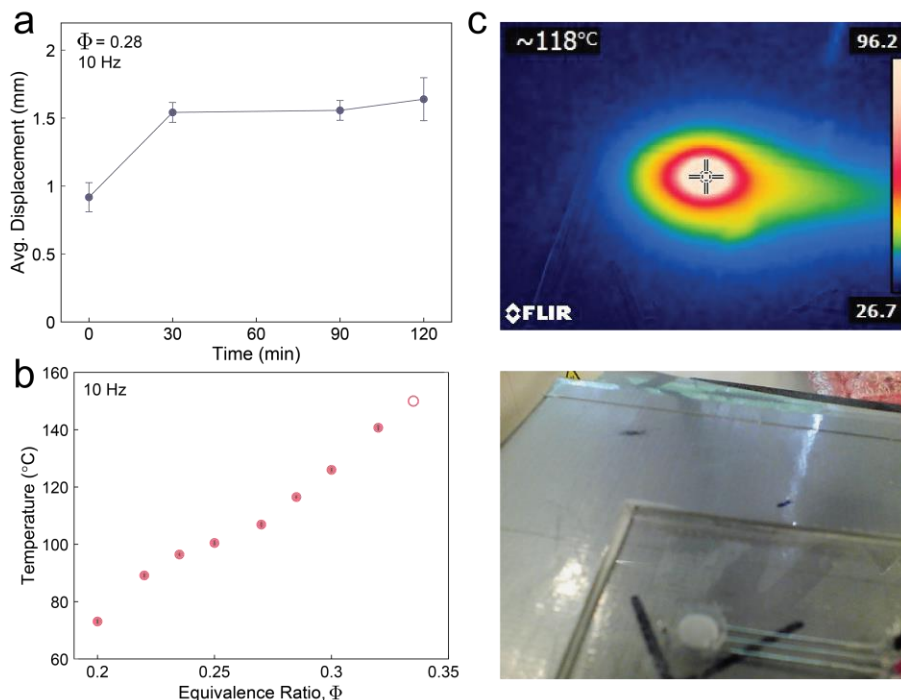 a
Φ = 0.28
10 Hz
2
1.5
1
0.5
0
Avg. Displacement (mm)
0
30
60
90
120
Time (min)
b
10 Hz
160
140
120
100
80
60
Temperature (°C)
0.2
0.25
0.3
0.35
Equivalence Ratio, Φ
c
~118°C
96.2
26.7
FLIR